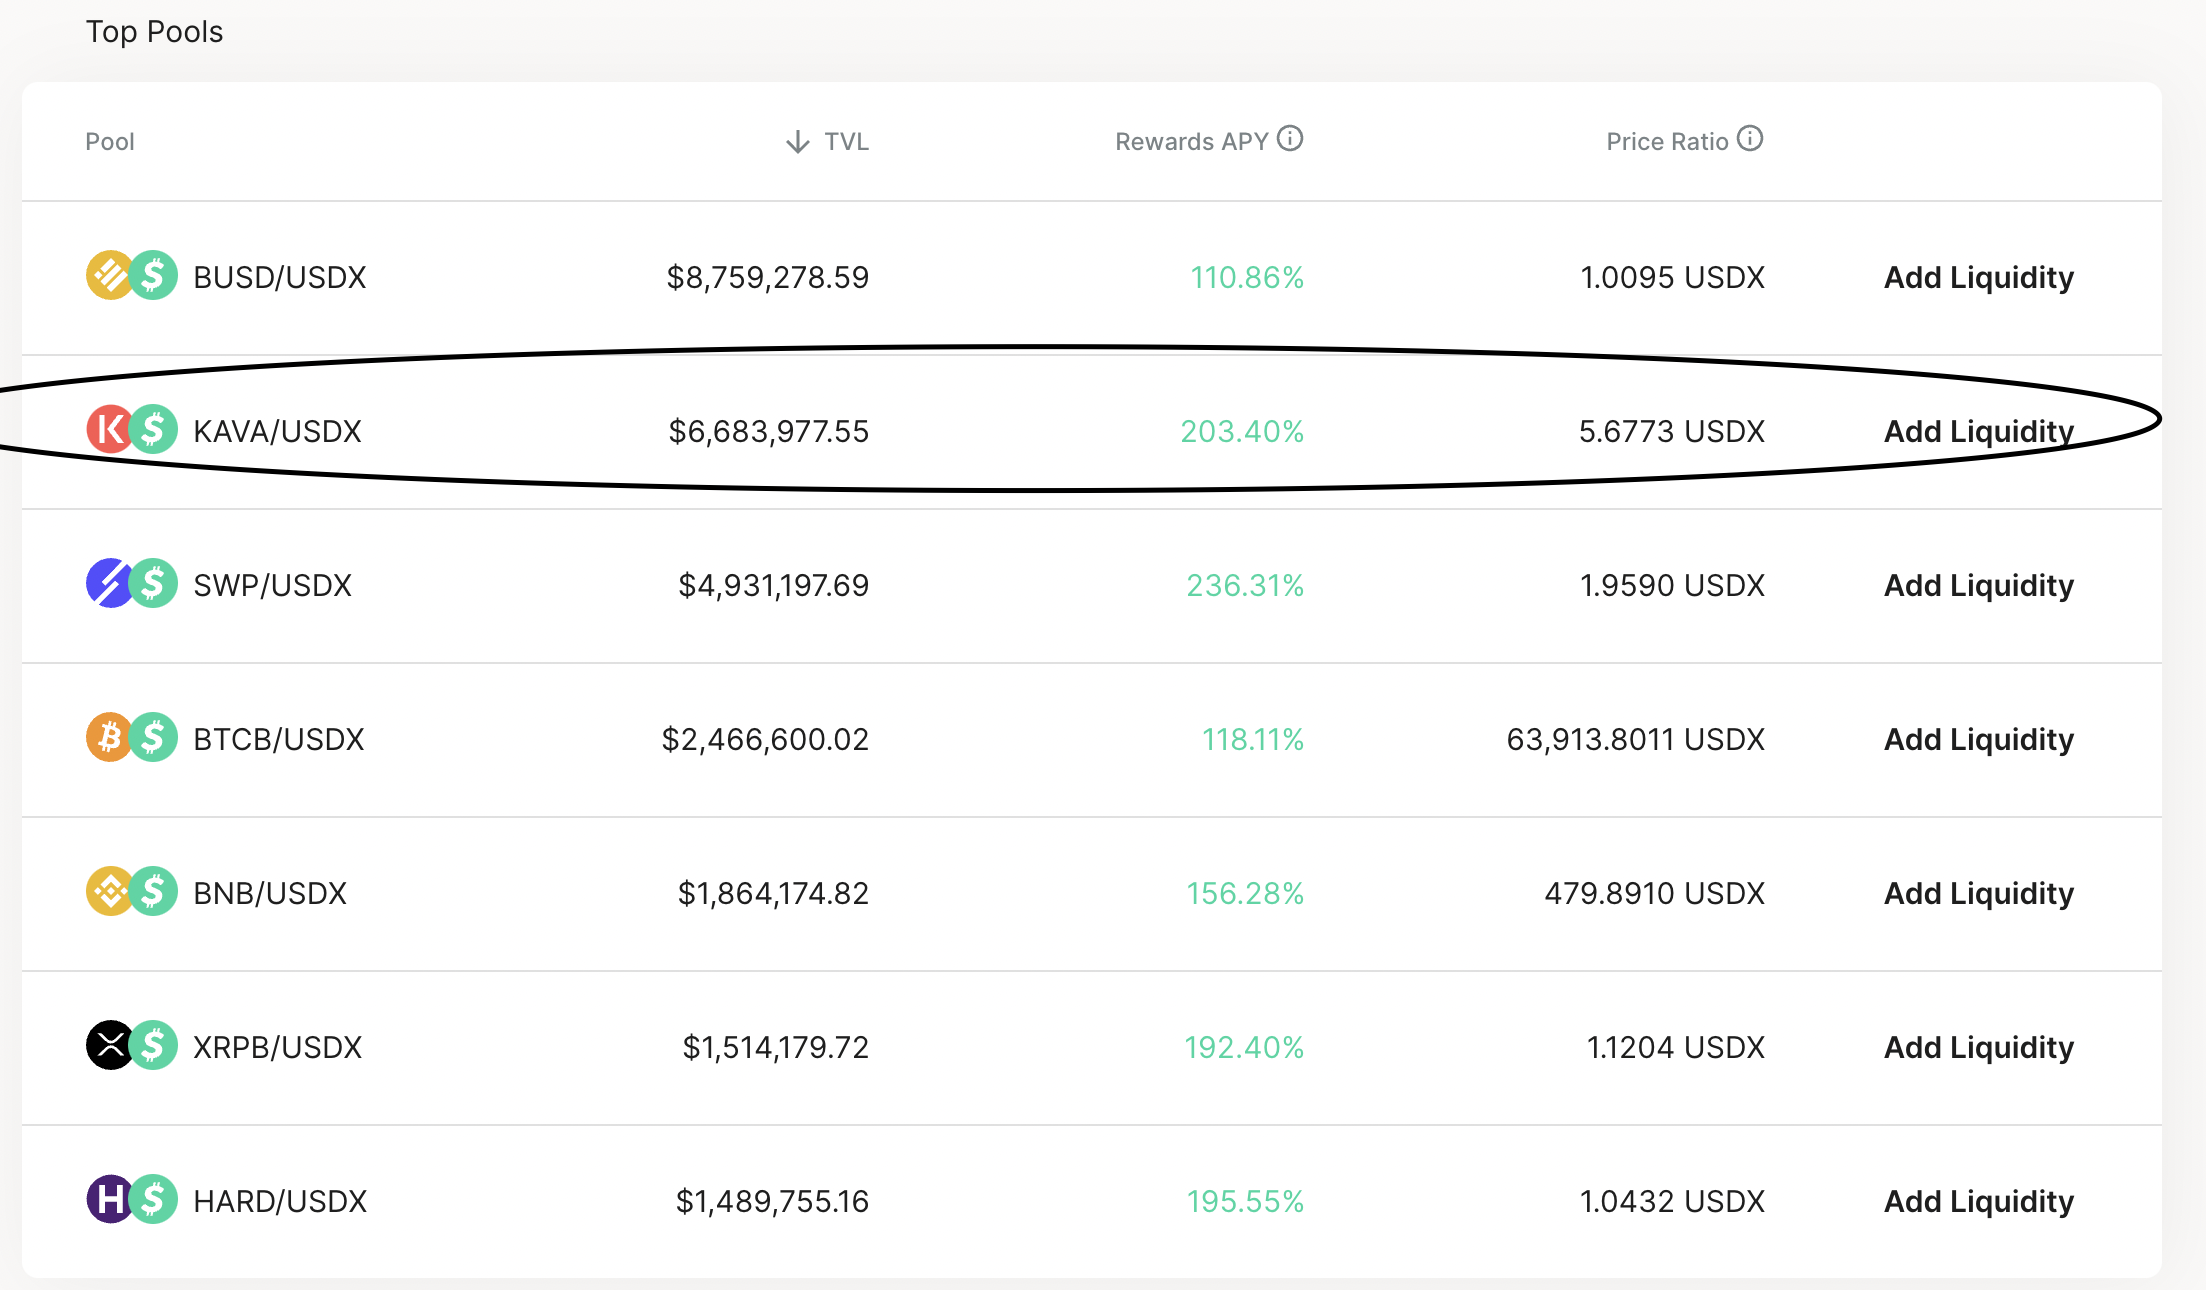 Top Pools
Pool TVL Rewards APY Price Ratio
BUSD/USDX $8,759,278.59 110.86% 1.0095 USDX Add Liquidity
KAVA/USDX $6,683,977.55 203.40% 5.6773 USDX Add Liquidity
SWP/USDX $4,931,197.69 236.31% 1.9590 USDX Add Liquidity
BTCB/USDX $2,466,600.02 118.11% 63,913.8011 USDX Add Liquidity
BNB/USDX $1,864,174.82 156.28% 479.8910 USDX Add Liquidity
XRPB/USDX $1,514,179.72 192.40% 1.1204 USDX Add Liquidity
HARD/USDX $1,489,755.16 195.55% 1.0432 USDX Add Liquidity